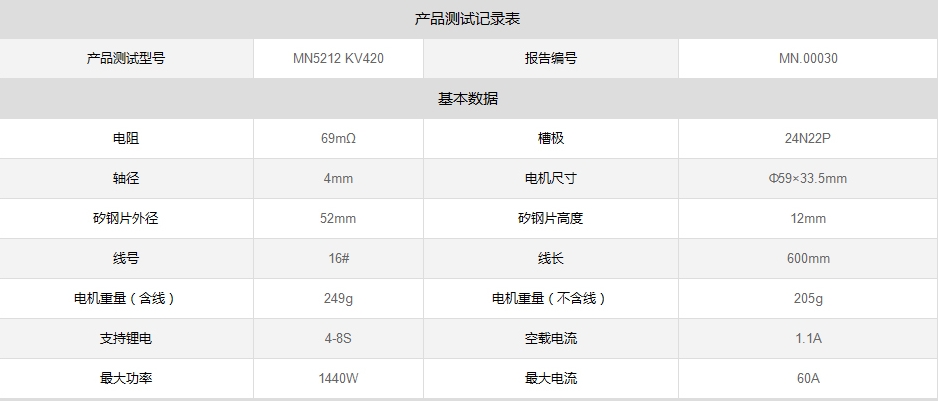 产品测试记录表
产品测试型号 MN5212 KV420 报告编号 MN.00030
基本数据
电阻 69mΩ 槽极 24N22P
轴径 4mm 电机尺寸 Φ59×33.5mm
矽钢片外径 52mm 矽钢片高度 12mm
线号 16# 线长 600mm
电机重量（含线） 249g 电机重量（不含线） 205g
支持锂电 4-8S 空载电流 1.1A
最大功率 1440W 最大电流 60A